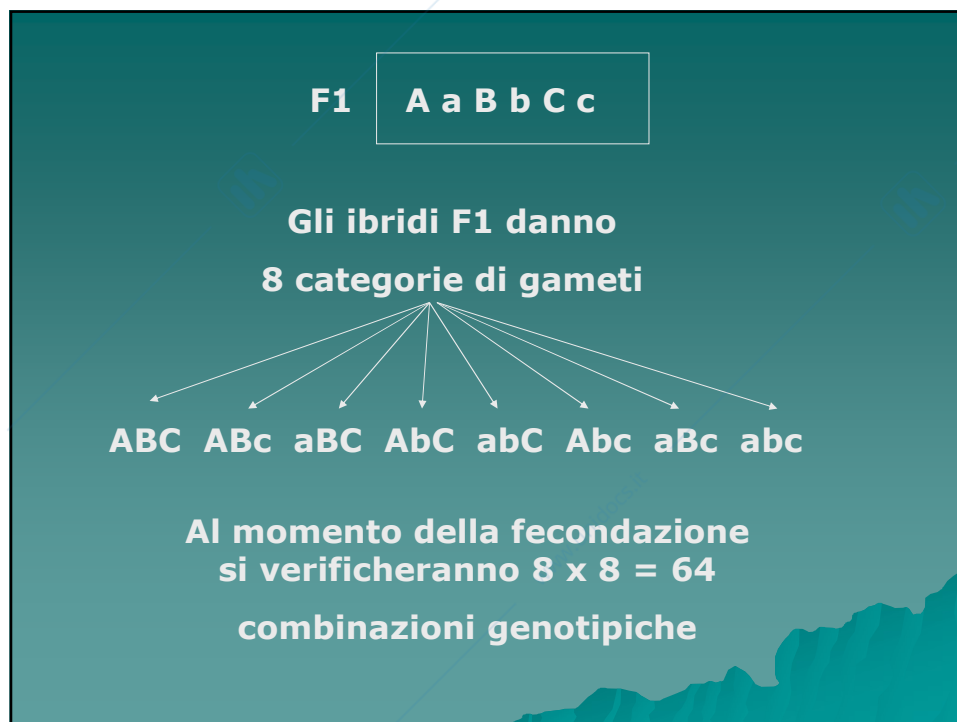 F1 A a B b C c
Gli ibridi F1 danno
8 categorie di gameti
ABC ABc aBC AbC abC Abc aBc abc
Al momento della fecondazione
si verificheranno 8 x 8 = 64
combinazioni genotipiche